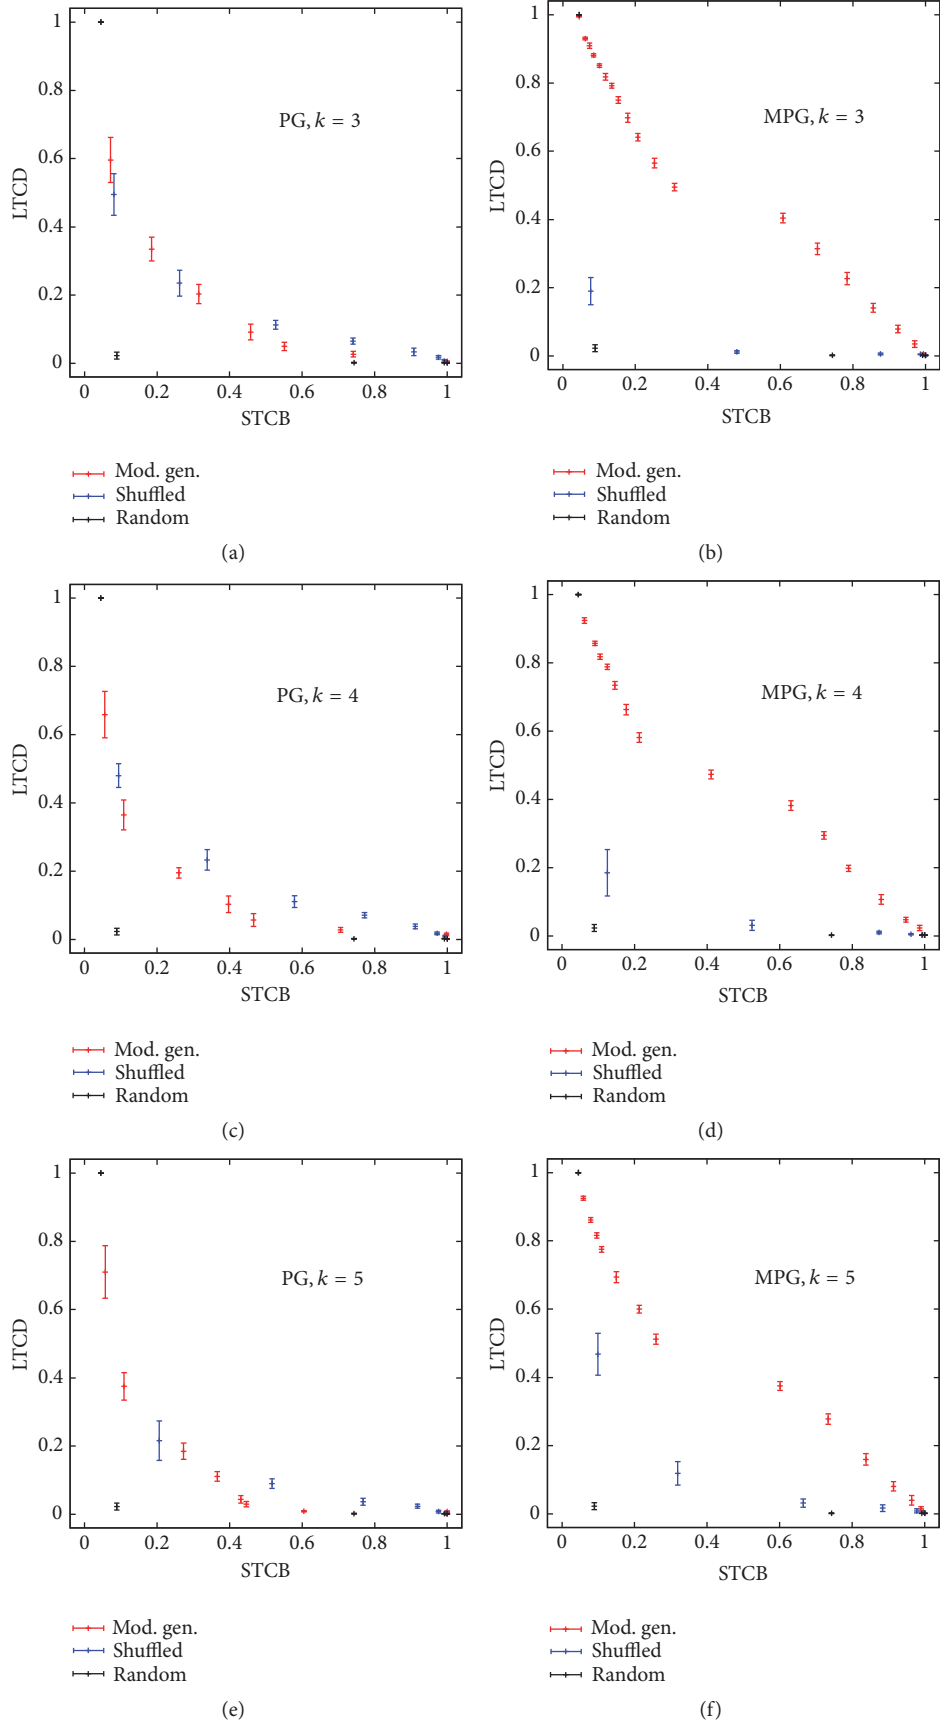 1
0.8
0.6
0.4
0.2
0
LTCD
PG, k = 3
0 0.2 0.4 0.6 0.8 1
STCB
Mod. gen.
Shuffled
Random
(a)
1
0.8
0.6
0.4
0.2
0
LTCD
MPG, k = 3
0 0.2 0.4 0.6 0.8 1
STCB
Mod. gen.
Shuffled
Random
(b)
1
0.8
0.6
0.4
0.2
0
LTCD
PG, k = 4
0 0.2 0.4 0.6 0.8 1
STCB
Mod. gen.
Shuffled
Random
(c)
1
0.8
0.6
0.4
0.2
0
LTCD
MPG, k = 4
0 0.2 0.4 0.6 0.8 1
STCB
Mod. gen.
Shuffled
Random
(d)
1
0.8
0.6
0.4
0.2
0
LTCD
PG, k = 5
0 0.2 0.4 0.6 0.8 1
STCB
Mod. gen.
Shuffled
Random
(e)
1
0.8
0.6
0.4
0.2
0
LTCD
MPG, k = 5
0 0.2 0.4 0.6 0.8 1
STCB
Mod. gen.
Shuffled
Random
(f)